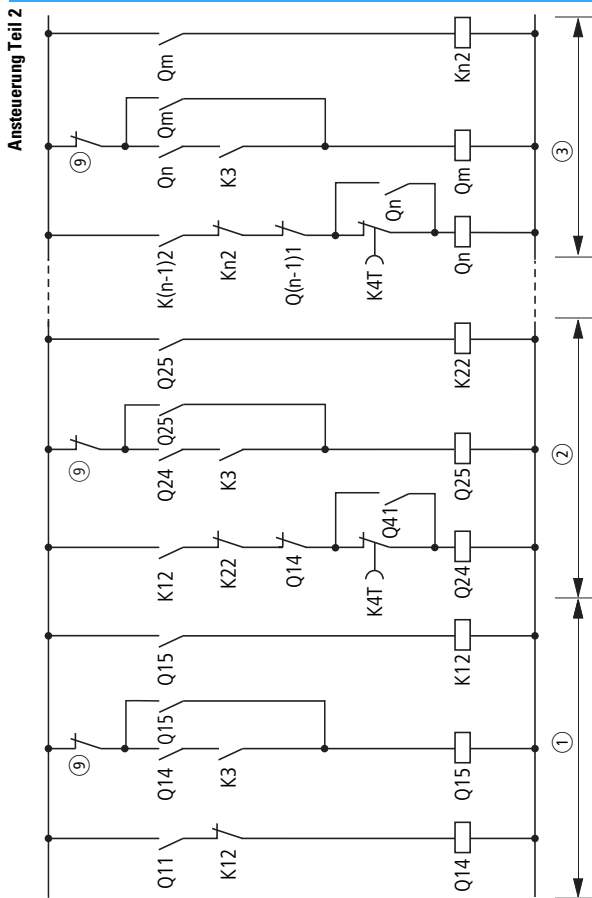 Ansteuerung Teil 2
Q11
K12
Q14
⑨
Q14
Q15
K3
Q15
Q15
K12
①
K12
K22
Q14
K4T
Q41
Q24
⑨
Q24
Q25
K3
Q25
Q25
K22
②
K(n-1)2
Kn2
Q(n-1)1
K4T
Qn
Qn
⑨
Qn
Qm
K3
Qm
Qm
Kn2
③